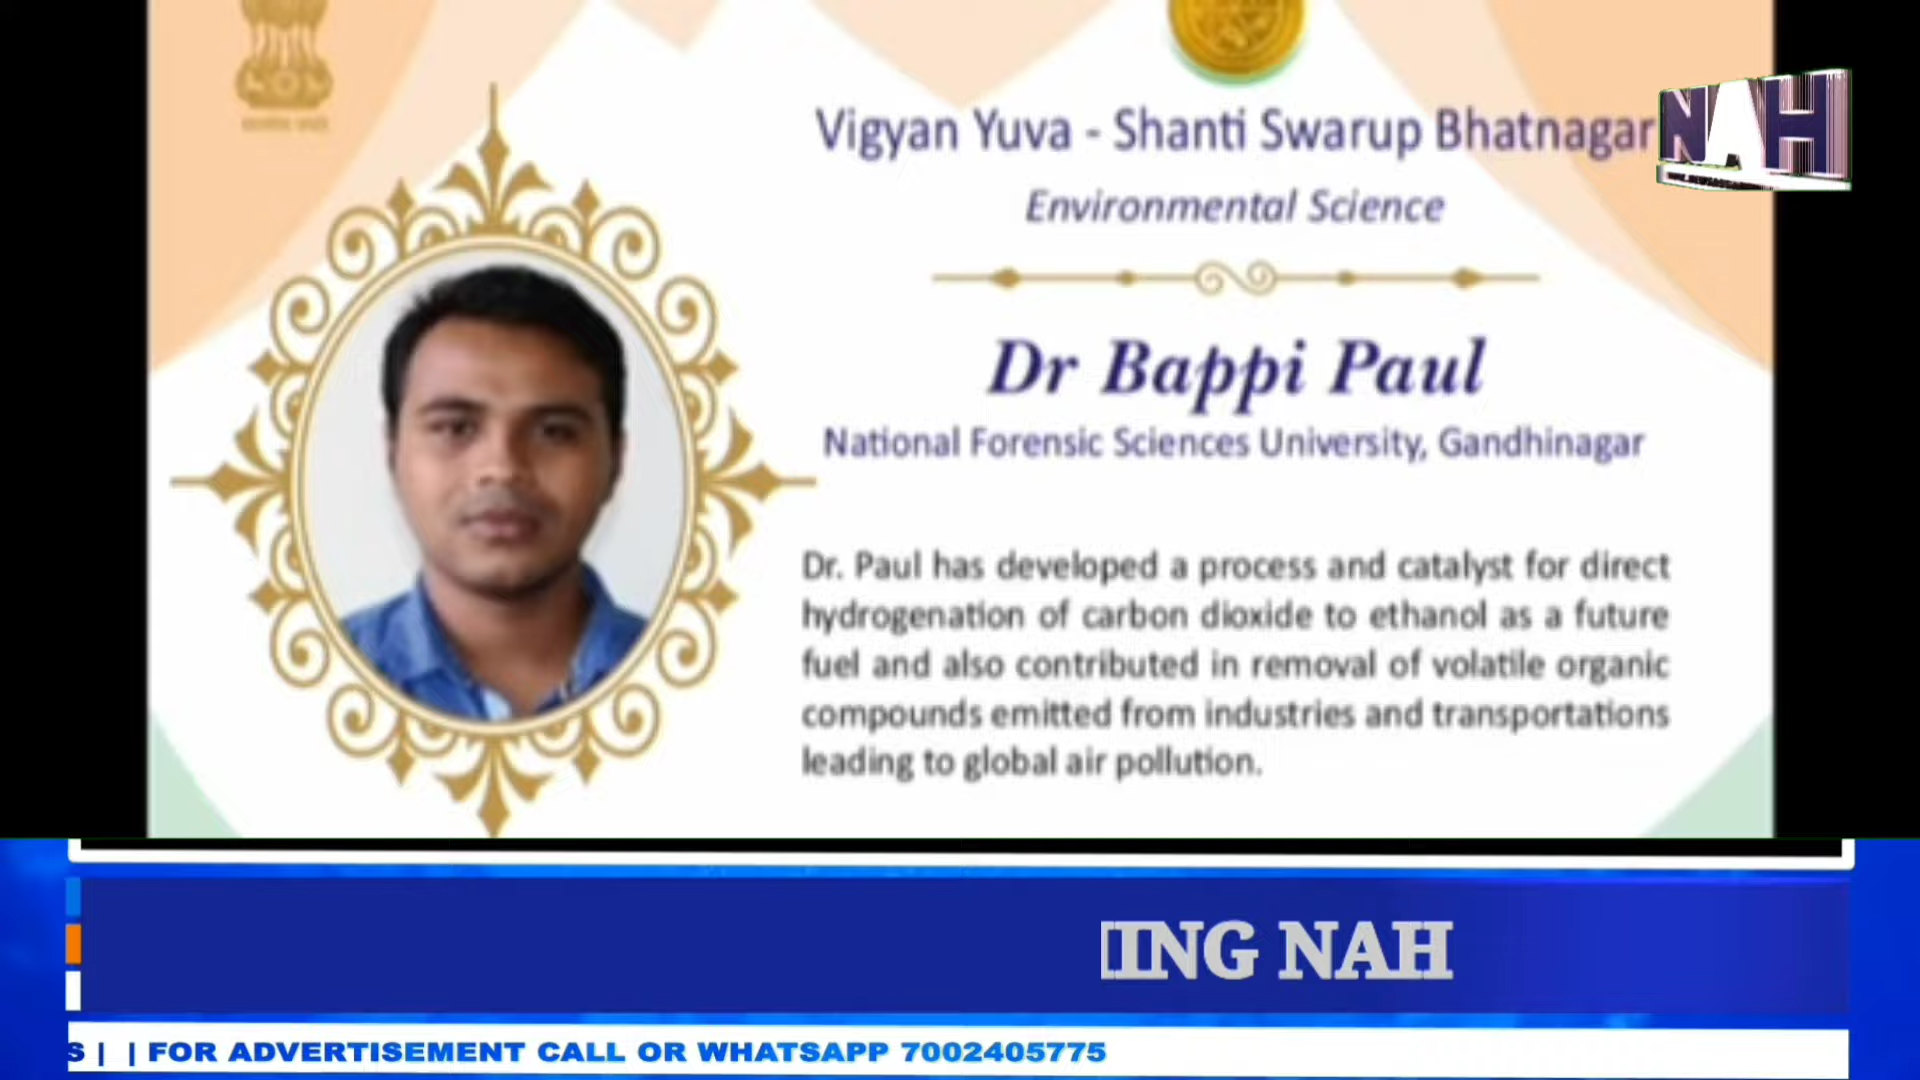 Vigyan Yuva - Shanti Swarup Bhatnagar
NAH
Environmental Science
Dr Bappi Paul
National Forensic Sciences University, Gandhinagar
Dr. Paul has developed a process and catalyst for direct
hydrogenation of carbon dioxide to ethanol as a future
fuel and also contributed in removal of volatile organic
compounds emitted from industries and transportations
leading to global air pollution.
ING NAH
S | | FOR ADVERTISEMENT CALL OR WHATSAPP 7002405775